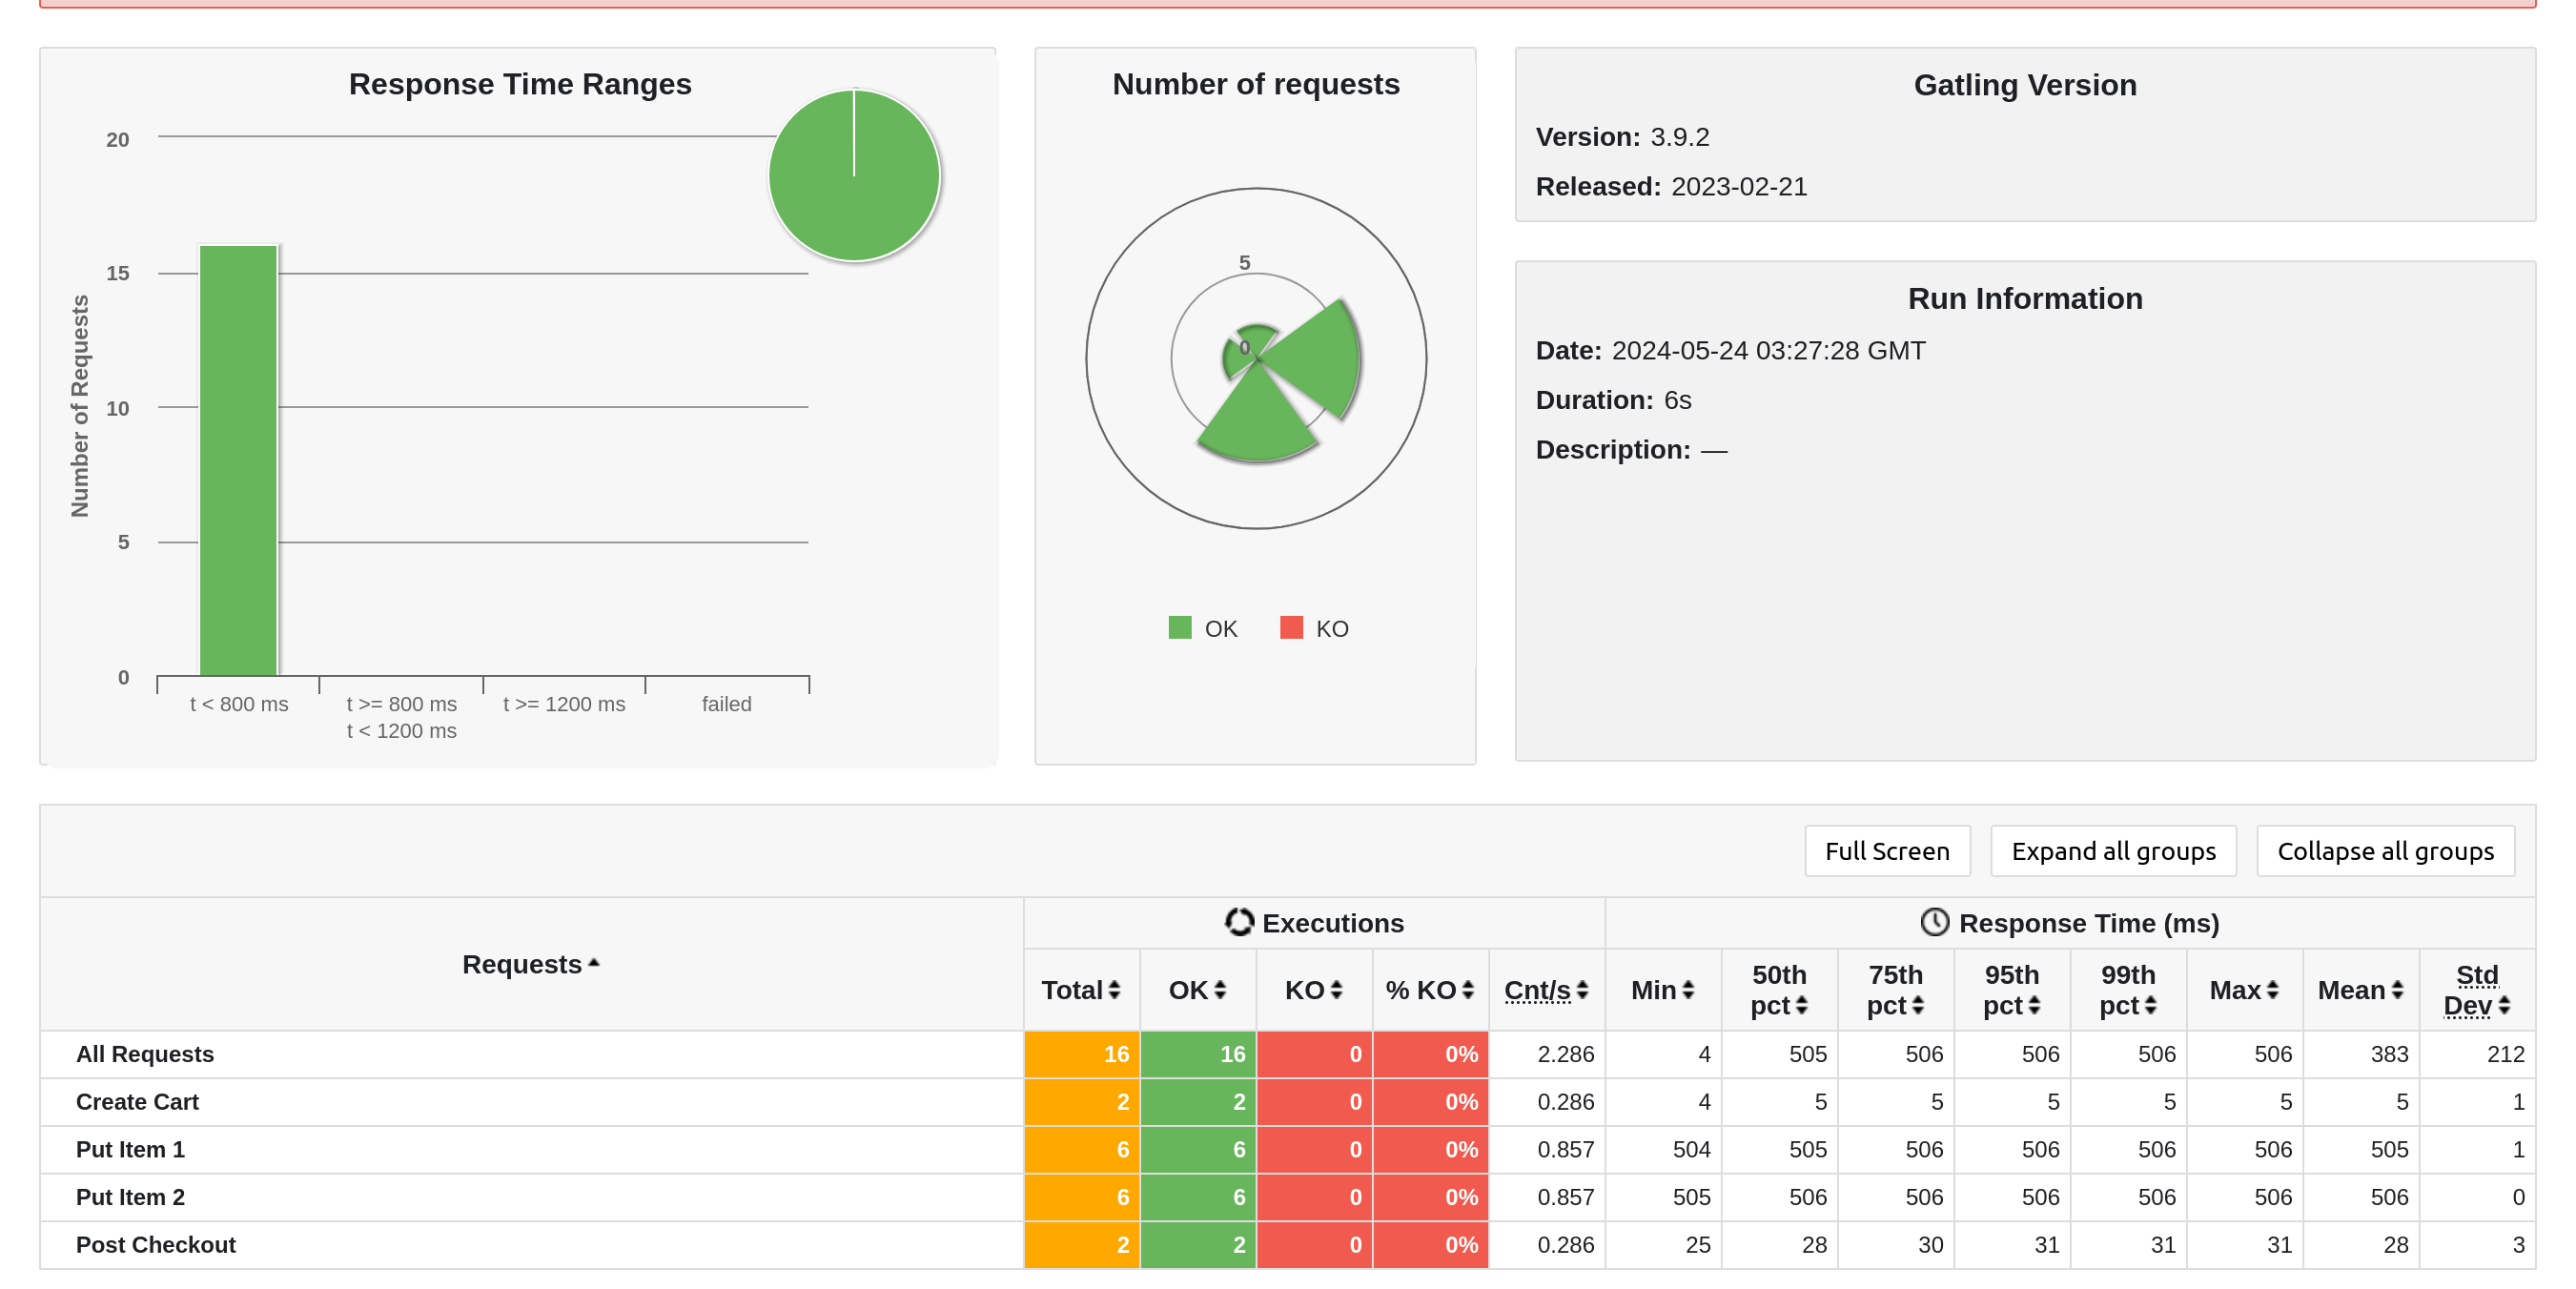 Response Time Ranges
20
15
10
5
0
Number of Requests
t < 800 ms
t >= 800 ms
t < 1200 ms
t >= 1200 ms
failed
Number of requests
5
0
OK
KO
Gatling Version
Version: 3.9.2
Released: 2023-02-21
Run Information
Date: 2024-05-24 03:27:28 GMT
Duration: 6s
Description: —
Full Screen Expand all groups Collapse all groups
Requests Executions Response Time (ms)
Total OK KO % KO Cnt/s Min 50th pct 75th pct 95th pct 99th pct Max Mean Std Dev
All Requests 16 16 0 0% 2.286 4 505 506 506 506 506 383 212
Create Cart 2 2 0 0% 0.286 4 5 5 5 5 5 5 1
Put Item 1 6 6 0 0% 0.857 504 505 506 506 506 506 505 1
Put Item 2 6 6 0 0% 0.857 505 506 506 506 506 506 506 0
Post Checkout 2 2 0 0% 0.286 25 28 30 31 31 31 28 3